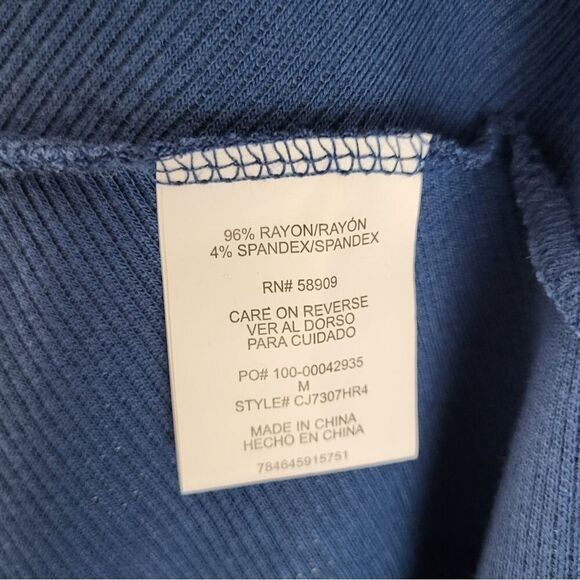 96% RAYON/RAYÓN
4% SPANDEX/SPANDEX
RN# 58909
CARE ON REVERSE
VER AL DORSO
PARA CUIDADO
PO# 100-00042935
M
STYLE# CJ7307HR4
MADE IN CHINA
HECHO EN CHINA
784645915751